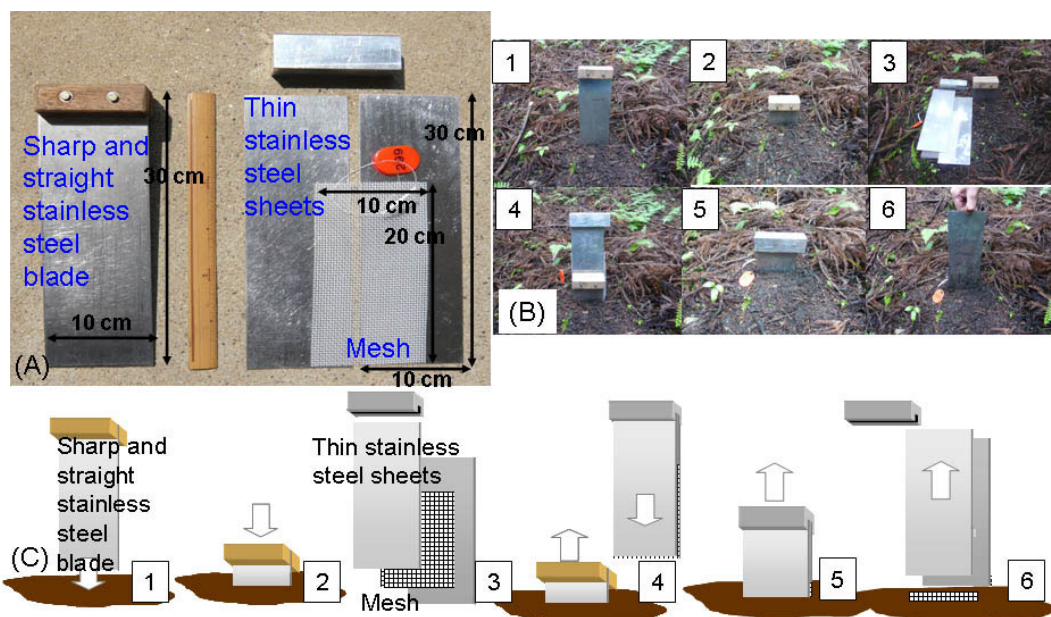 (A)
Sharp and
straight
stainless
steel
blade
30 cm
10 cm
Thin
stainless
steel
sheets
30 cm
299
10 cm
20 cm
Mesh
10 cm
(B)
1
2
3
4
5
6
(C)
Sharp and
straight
stainless
steel
blade
1
2
Thin stainless
steel sheets
Mesh
3
4
5
6